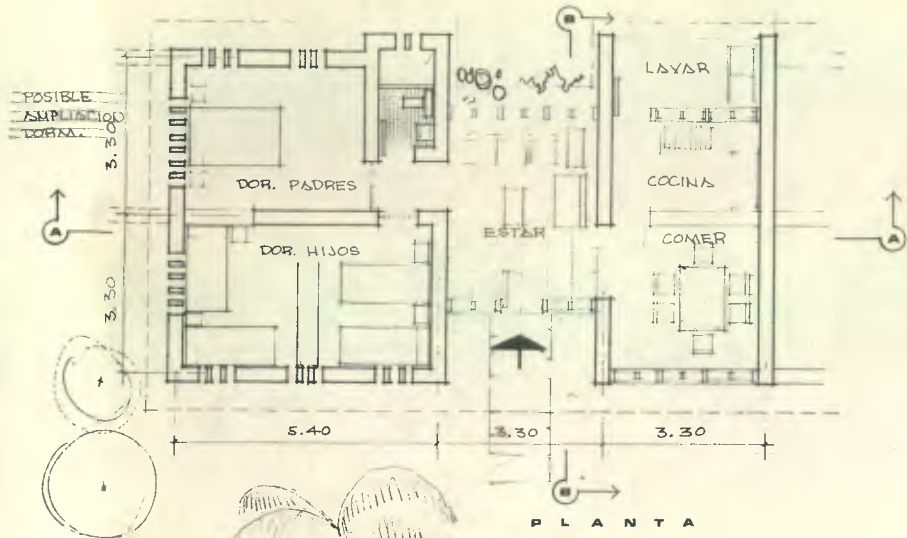 B
LAVAR
POSIBLE
AMPLIACION
DORM.
3.30
DOR. PADRES
COCINA
A
ESTAR
A
DOR. HIJOS
COMER
3.30
5.40
3.30
3.30
B
PLANTA